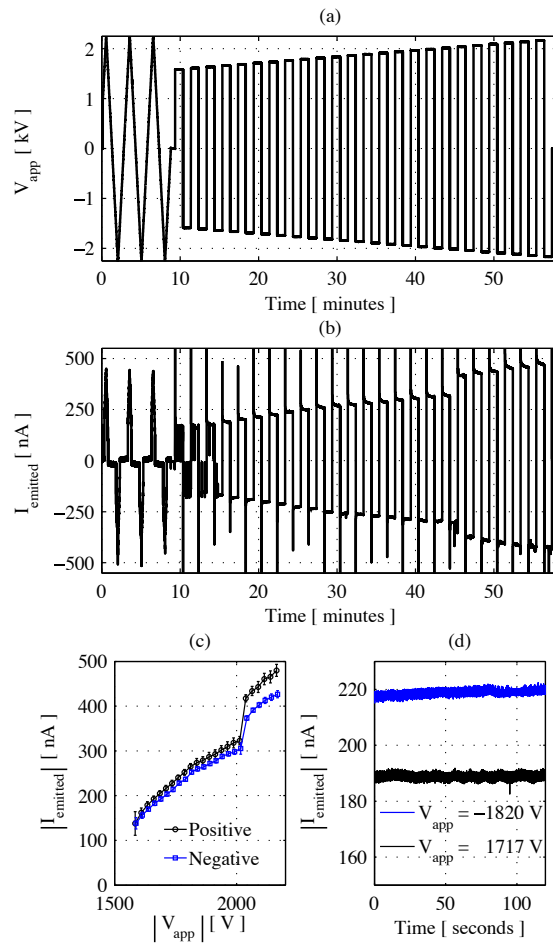 (a)
2
1
0
−1
−2
V_app [ kV ]
0 10 20 30 40 50
Time [ minutes ]
(b)
500
250
0
−250
−500
I_emitted [ nA ]
0 10 20 30 40 50
Time [ minutes ]
(c)
500
400
300
200
100
0
|I_emitted| [ nA ]
Positive
Negative
1500 2000
|V_app| [ V ]
(d)
220
200
180
160
|I_emitted| [ nA ]
V_app = −1820 V
V_app = 1717 V
0 50 100
Time [ seconds ]